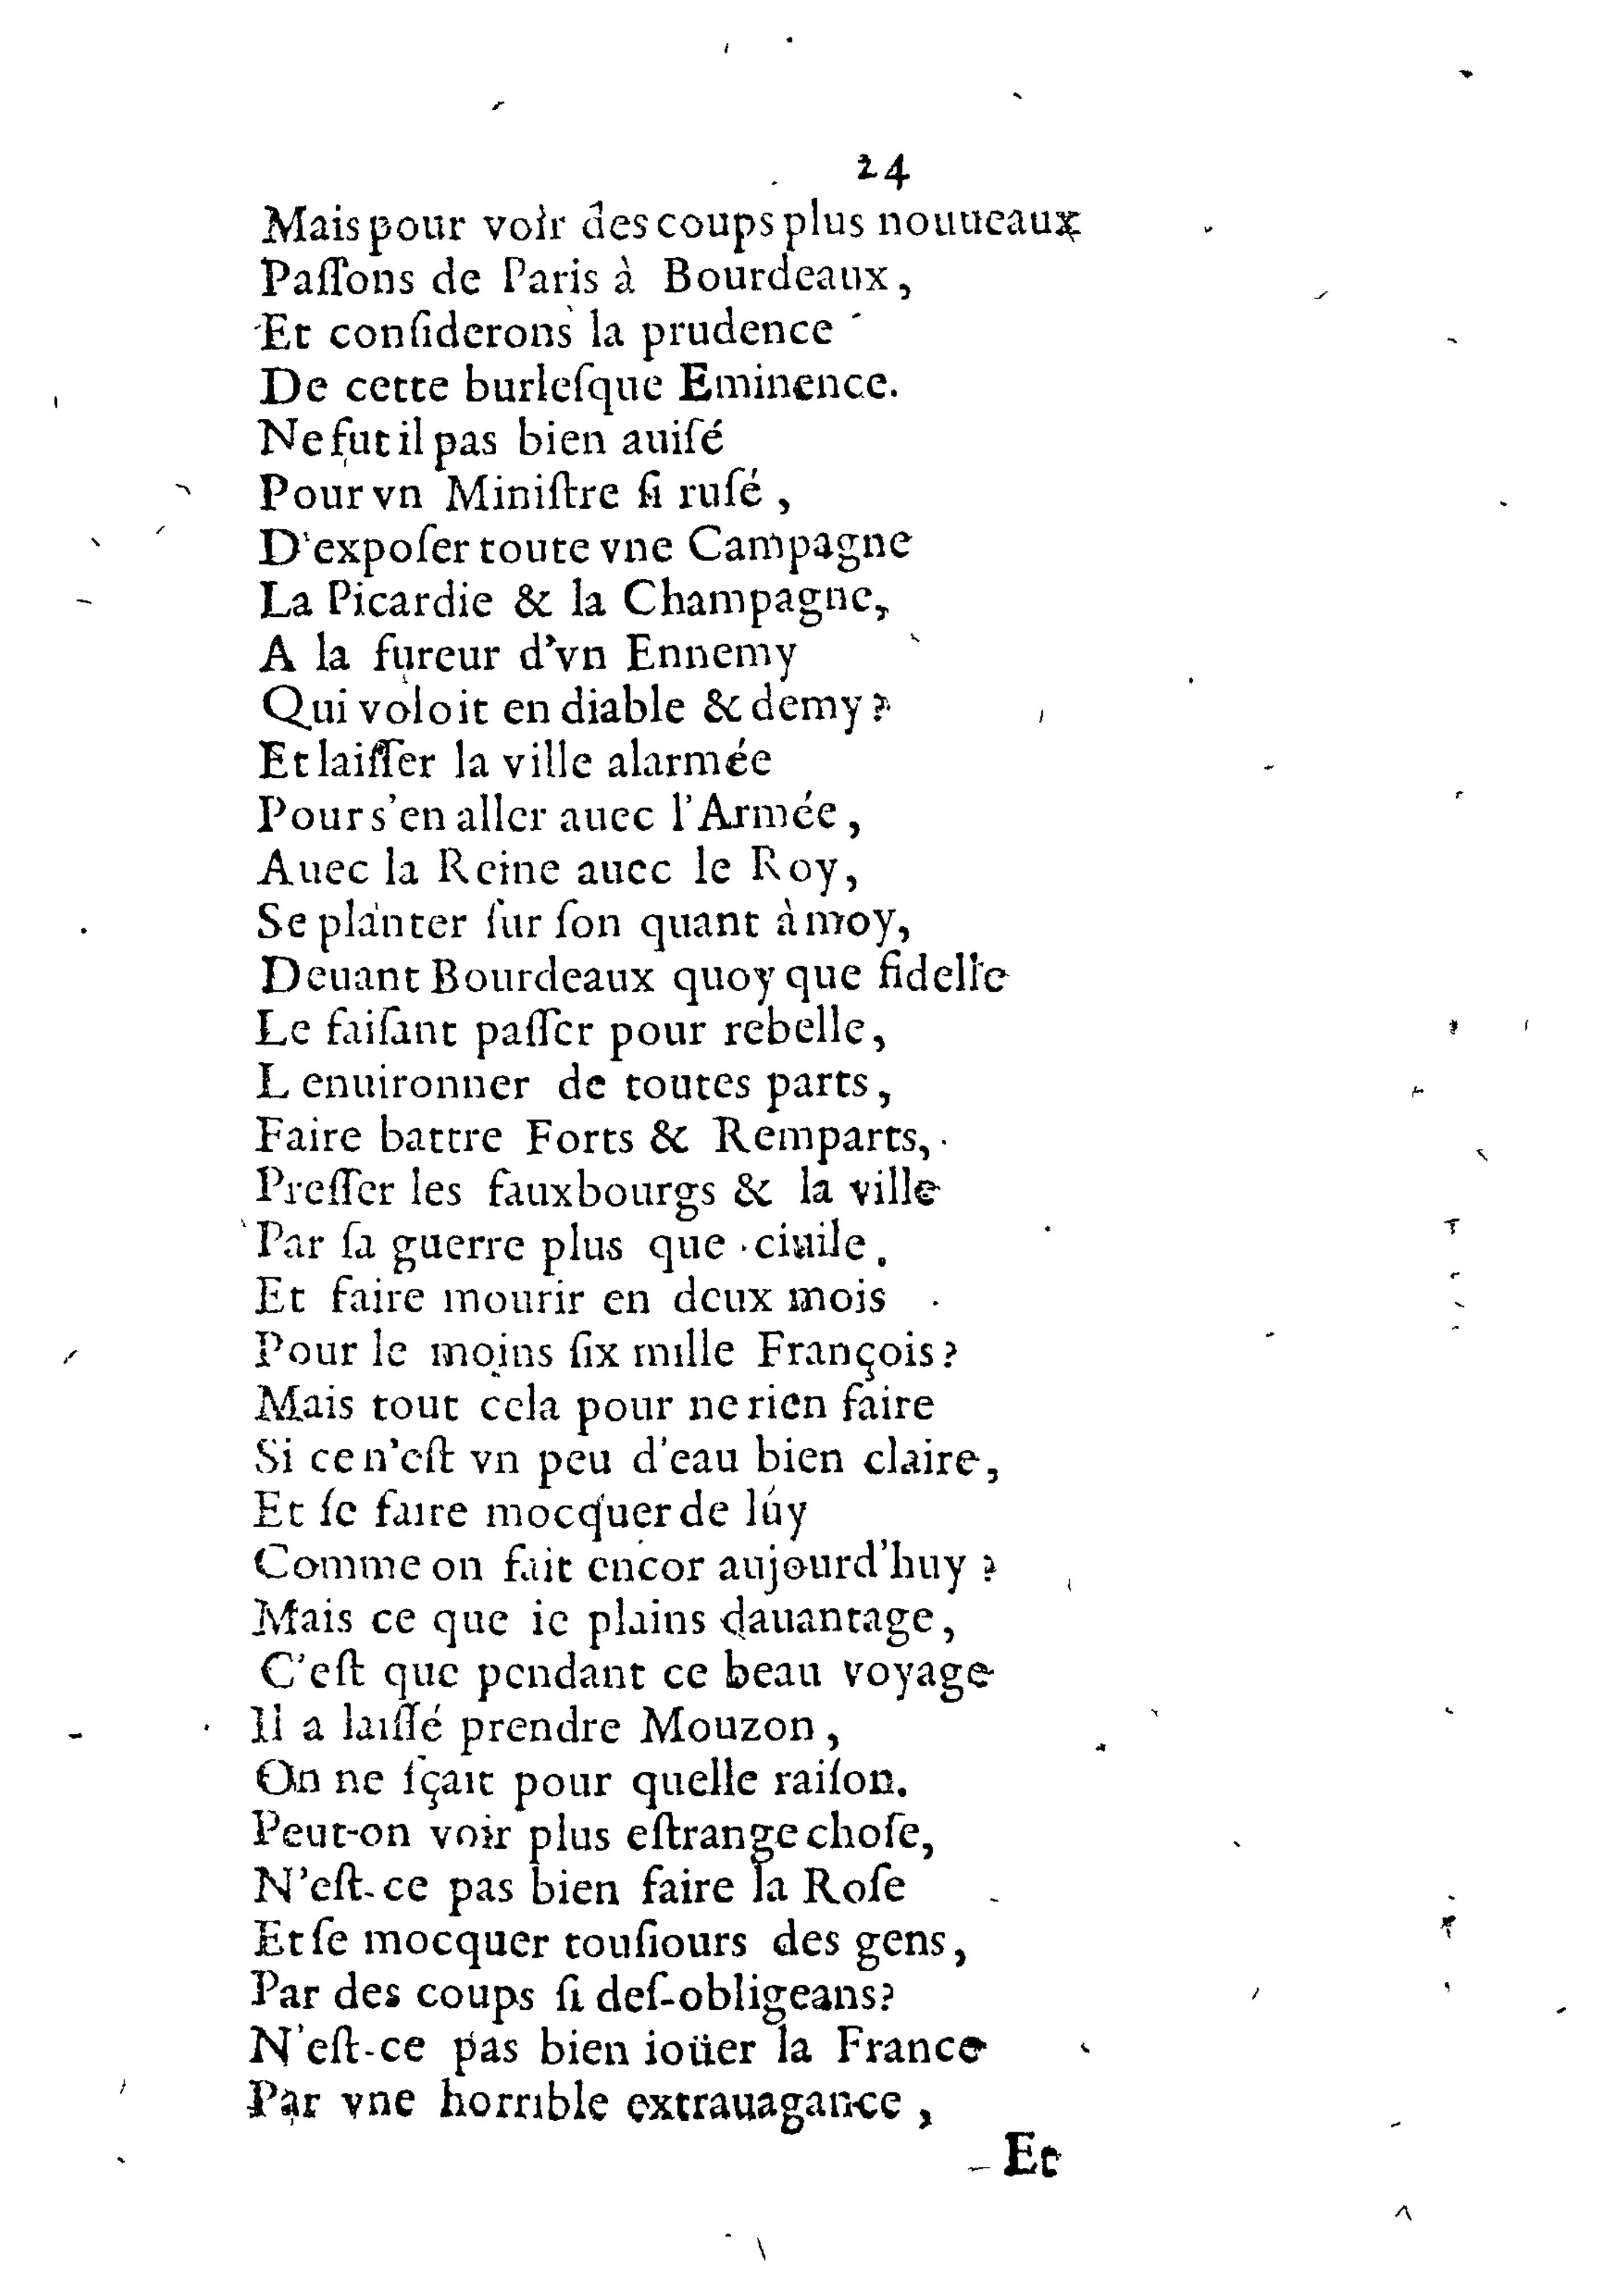 24
Mais pour voir des coups plus nouueaux
Paſſons de Paris à Bourdeaux,
Et conſiderons la prudence
De cette burleſque Eminence.
Ne fut il pas bien auiſé
Pour vn Miniſtre ſi ruſé,
D'expoſer toute vne Campagne
La Picardie & la Champagne,
A la fureur d'vn Ennemy
Qui voloit en diable & demy?
Et laiſſer la ville alarmée
Pour s'en aller auec l'Armée,
Auec la Reine auec le Roy,
Se planter ſur ſon quant à moy,
Deuant Bourdeaux quoy que fidelle
Le faiſant paſſer pour rebelle,
L enuironner de toutes parts,
Faire battre Forts & Remparts,
Preſſer les fauxbourgs & la ville
Par ſa guerre plus que ciuile.
Et faire mourir en deux mois
Pour le moins ſix mille François?
Mais tout cela pour ne rien faire
Si ce n'eſt vn peu d'eau bien claire,
Et ſe faire mocquer de luy
Comme on fait encor aujourd'huy?
Mais ce que ie plains dauantage,
C'eſt que pendant ce beau voyage
Il a laiſſé prendre Mouzon,
On ne ſçait pour quelle raiſon.
Peut-on voir plus eſtrange choſe,
N'eſt-ce pas bien faire la Roſe
Et ſe mocquer touſiours des gens,
Par des coups ſi deſ-obligeans?
N'eſt-ce pas bien ioüer la France
Par vne horrible extrauagance,
Et